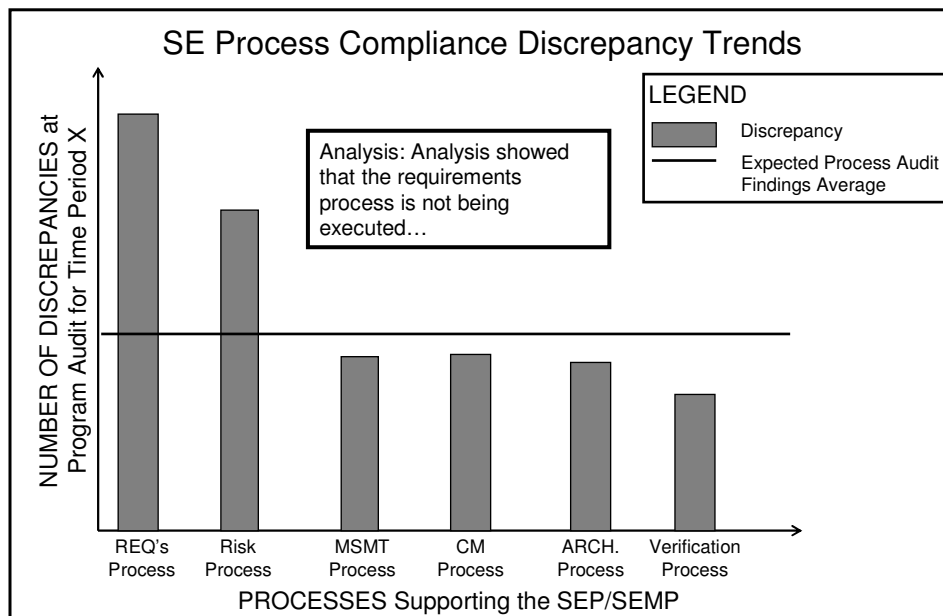 SE Process Compliance Discrepancy Trends
LEGEND
Discrepancy
Expected Process Audit
Findings Average
Analysis: Analysis showed
that the requirements
process is not being
executed…
NUMBER OF DISCREPANCIES at
Program Audit for Time Period X
REQ's
Process
Risk
Process
MSMT
Process
CM
Process
ARCH.
Process
Verification
Process
PROCESSES Supporting the SEP/SEMP